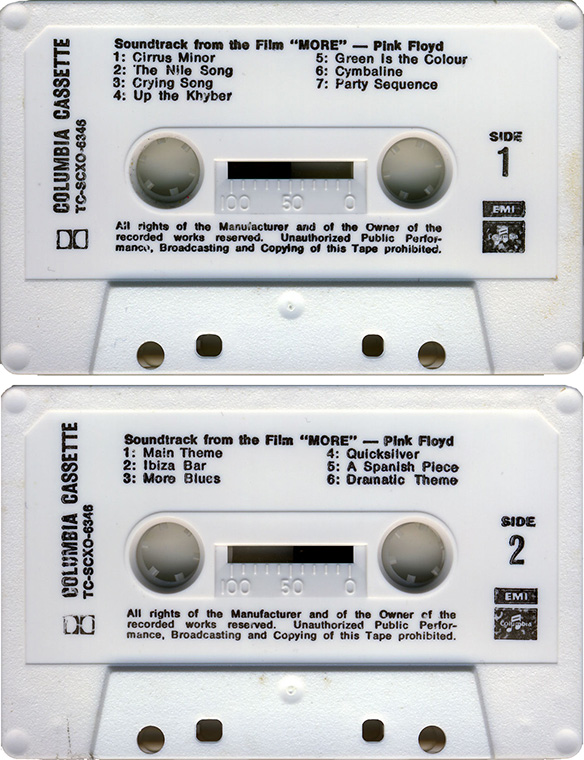 Soundtrack from the Film "MORE" — Pink Floyd
1: Cirrus Minor
2: The Nile Song
3: Crying Song
4: Up the Khyber
5: Green Is the Colour
6: Cymbaline
7: Party Sequence
COLUMBIA CASSETTE
TC-SCXO-6346
SIDE
1
100 50 0
EMI
All rights of the Manufacturer and of the Owner of the
recorded works reserved. Unauthorized Public Perfor-
mance, Broadcasting and Copying of this Tape prohibited.
Soundtrack from the Film "MORE" — Pink Floyd
1: Main Theme
2: Ibiza Bar
3: More Blues
4: Quicksilver
5: A Spanish Piece
6: Dramatic Theme
COLUMBIA CASSETTE
TC-SCXO-6346
SIDE
2
100 50 0
EMI
Columbia
All rights of the Manufacturer and of the Owner of the
recorded works reserved. Unauthorized Public Perfor-
mance, Broadcasting and Copying of this Tape prohibited.